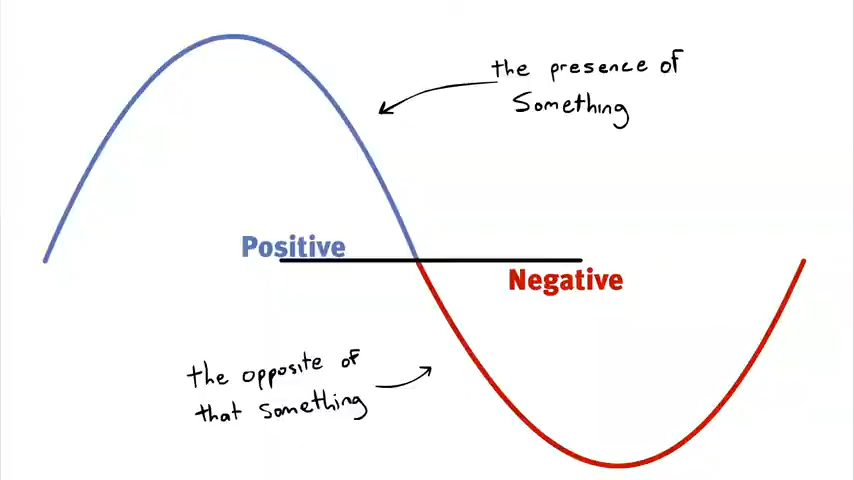 the presence of
Something
Positive
Negative
the opposite of
that something